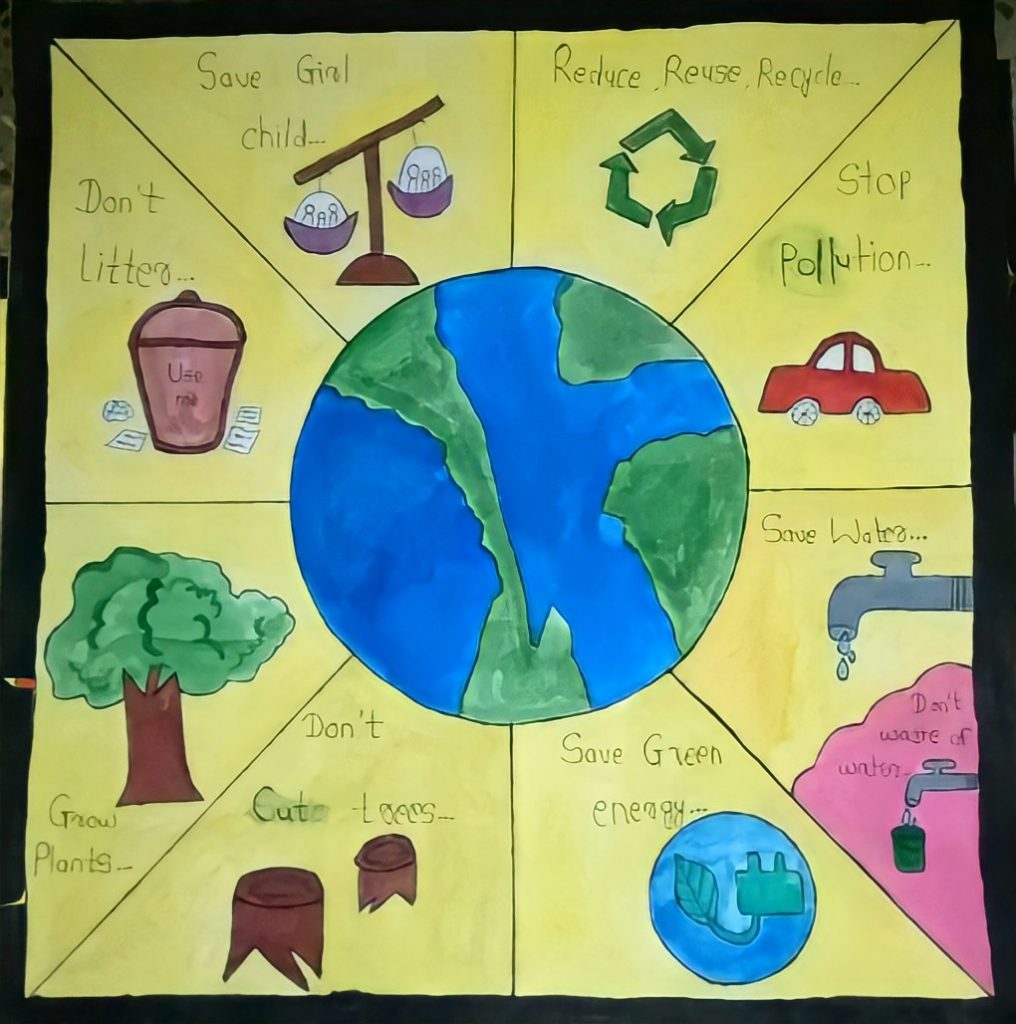 Save Girl
child...
Reduce, Reuse, Recycle...
Don't
litter...
Use
me
Stop
Pollution...
Save Water...
Don't
waste of
water...
Grow
Plants...
Don't
Cut trees...
Save Green
energy...